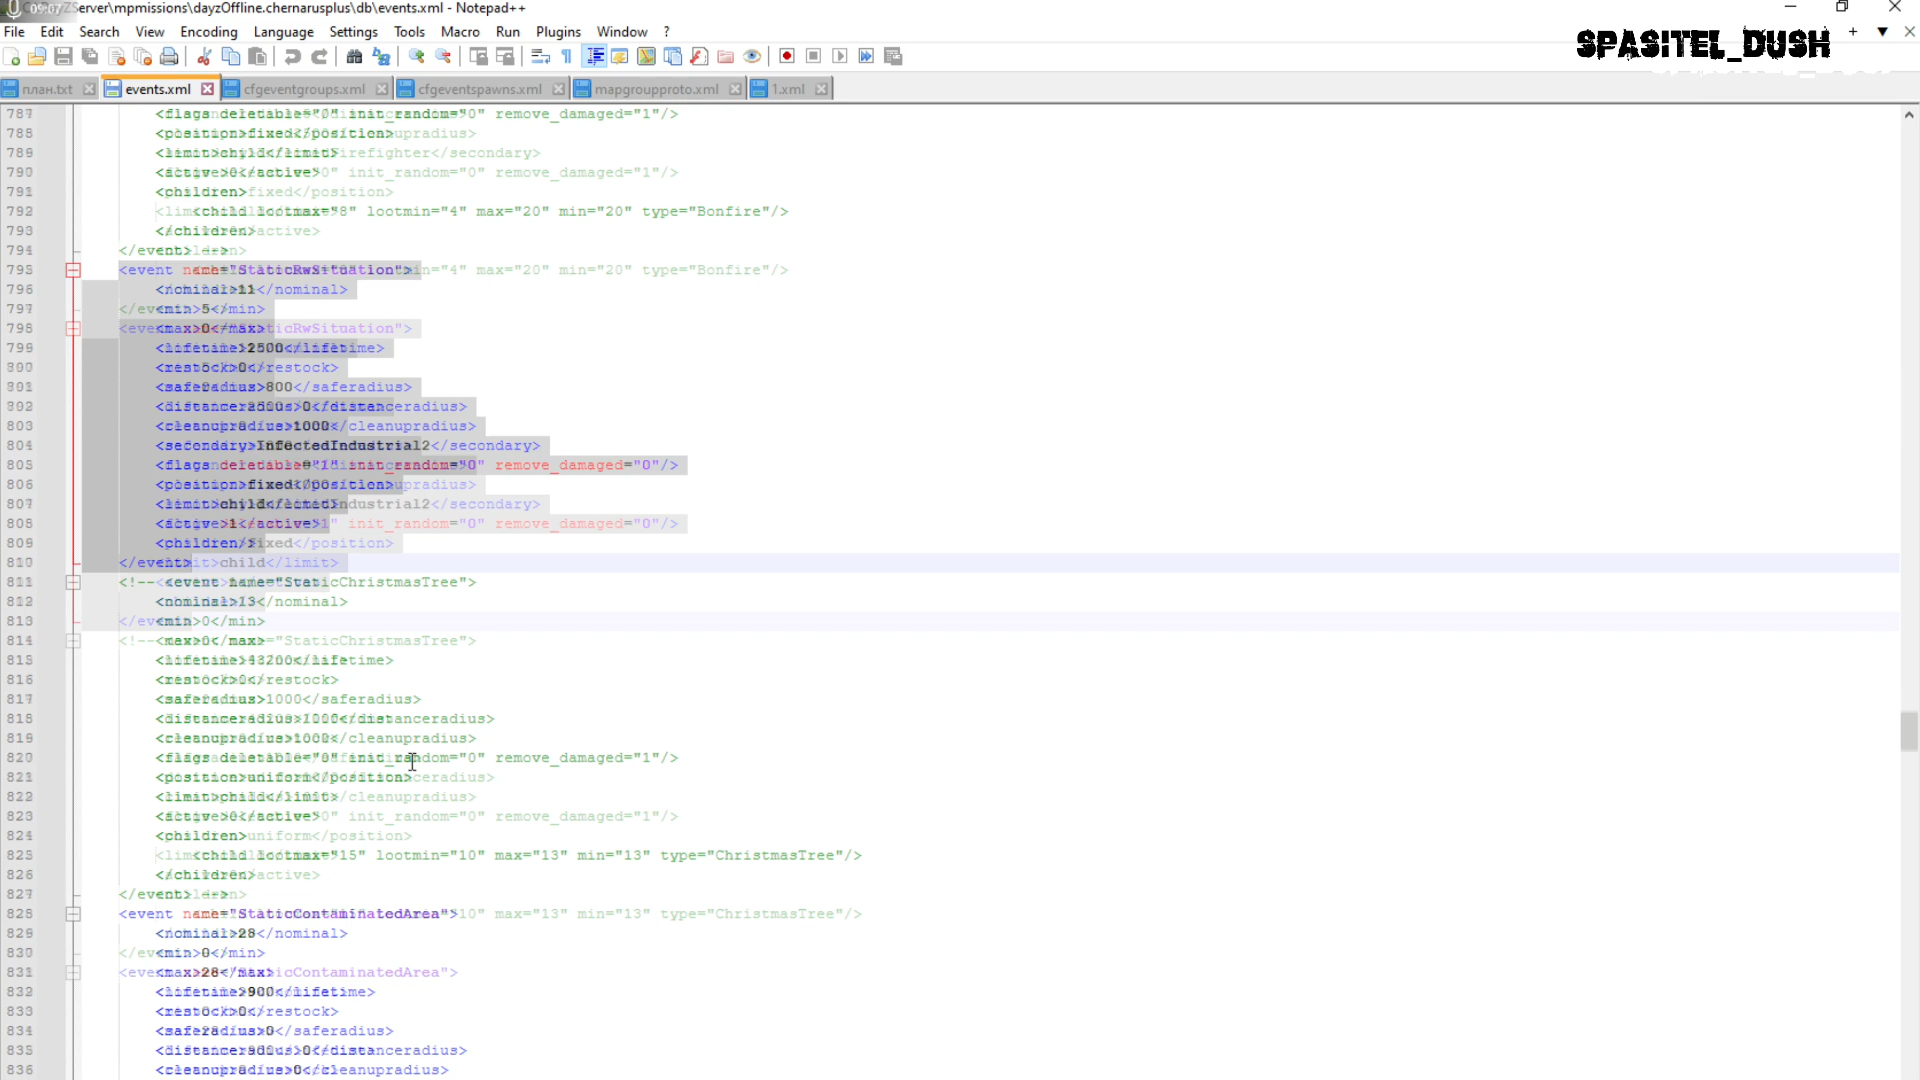 ZServer\mpmissions\dayzOffline.chernarusplus\db\events.xml - Notepad++
File Edit Search View Encoding Language Settings Tools Macro Run Plugins Window ?
SPASITEL_DUSH
план.txt events.xml cfgeventgroups.xml cfgeventspawns.xml mapgroupproto.xml 1.xml
787 <flags deletable="0" init_random="0" remove_damaged="1"/>
788 <position>fixed</position>
789 <limit>child</limit>
790 <active>0</active>
791 <children>
792 <child lootmax="8" lootmin="4" max="20" min="20" type="Bonfire"/>
793 </children>
794 </event>
795 <event name="StaticRwSituation">
796 <nominal>11</nominal>
797 <min>5</min>
798 <max>0</max>
799 <lifetime>2500</lifetime>
<restock>0</restock>
<saferadius>800</saferadius>
<distanceradius>0</distanceradius>
803 <cleanupradius>1000</cleanupradius>
804 <secondary>InfectedIndustrial2</secondary>
805 <flags deletable="1" init_random="0" remove_damaged="0"/>
806 <position>fixed</position>
807 <limit>child</limit>
808 <active>1</active>
809 <children/>
810 </event>
811 <!-- <event name="StaticChristmasTree">
812 <nominal>13</nominal>
813 <min>0</min>
814 <max>0</max>
815 <lifetime>43200</lifetime>
816 <restock>0</restock>
817 <saferadius>1000</saferadius>
818 <distanceradius>1000</distanceradius>
819 <cleanupradius>1000</cleanupradius>
820 <flags deletable="0" init_random="0" remove_damaged="1"/>
821 <position>uniform</position>
822 <limit>child</limit>
823 <active>0</active>
824 <children>
825 <child lootmax="15" lootmin="10" max="13" min="13" type="ChristmasTree"/>
826 </children>
827 </event> -->
828 <event name="StaticContaminatedArea">
829 <nominal>28</nominal>
830 <min>0</min>
831 <max>28</max>
832 <lifetime>2900</lifetime>
833 <restock>0</restock>
834 <saferadius>0</saferadius>
835 <distanceradius>0</distanceradius>
836 <cleanupradius>0</cleanupradius>